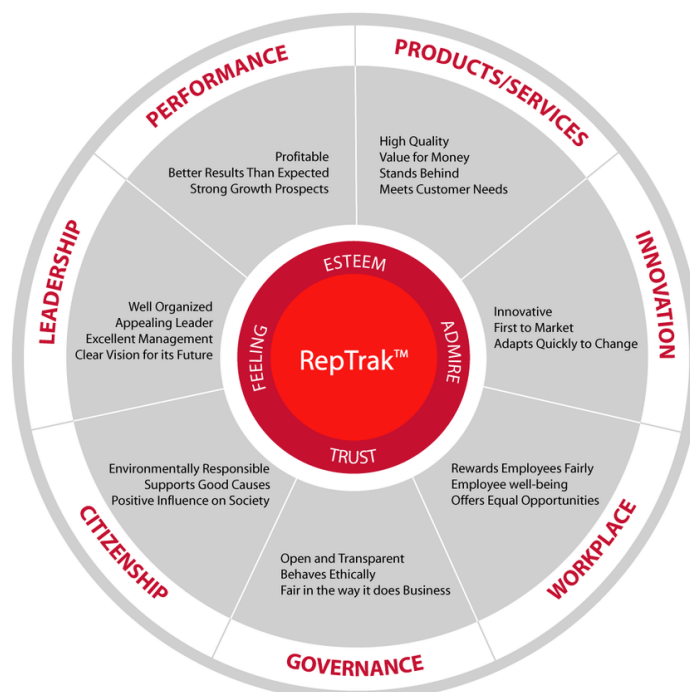 PERFORMANCE
Profitable
Better Results Than Expected
Strong Growth Prospects
PRODUCTS/SERVICES
High Quality
Value for Money
Stands Behind
Meets Customer Needs
INNOVATION
Innovative
First to Market
Adapts Quickly to Change
WORKPLACE
Rewards Employees Fairly
Employee well-being
Offers Equal Opportunities
GOVERNANCE
Open and Transparent
Behaves Ethically
Fair in the way it does Business
CITIZENSHIP
Environmentally Responsible
Supports Good Causes
Positive Influence on Society
LEADERSHIP
Well Organized
Appealing Leader
Excellent Management
Clear Vision for its Future
ESTEEM
ADMIRE
TRUST
FEELING
RepTrak™